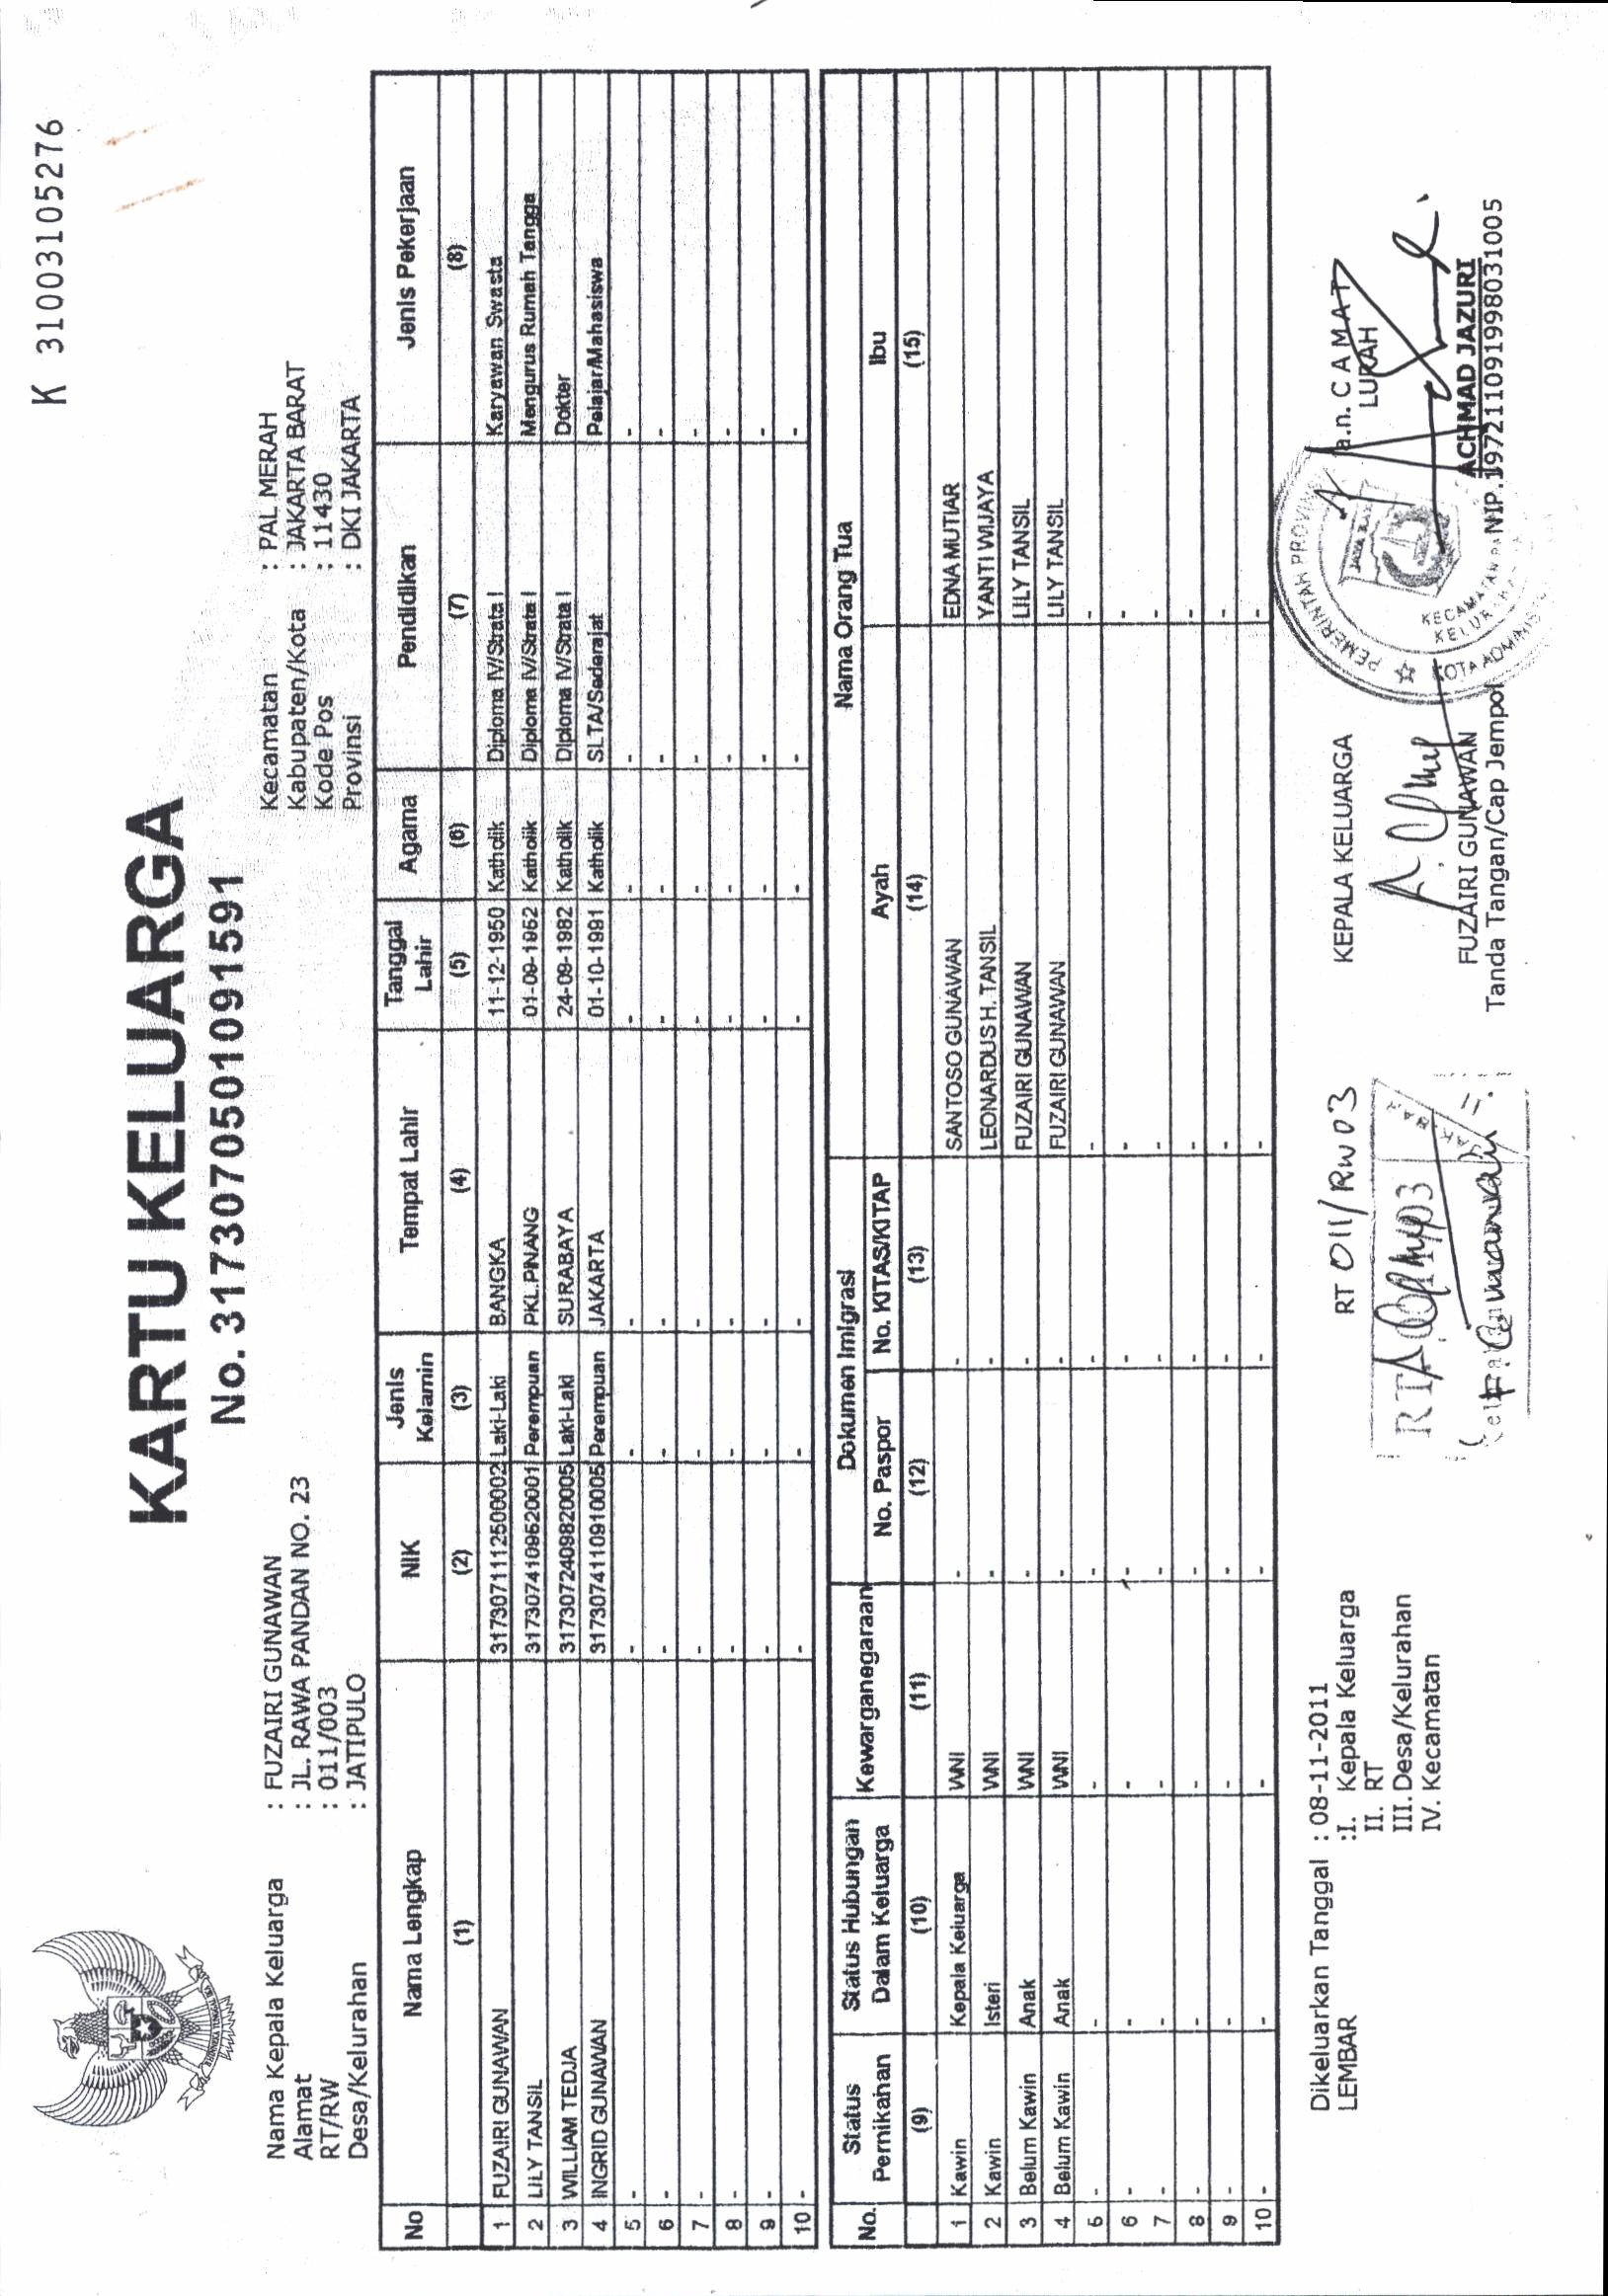 K 31003105276
KARTU KELUARGA
No. 3173070501091591
Nama Kepala Keluarga : FUZAIRI GUNAWAN Kecamatan : PAL MERAH
Alamat : JL. RAWA PANDAN NO. 23 Kabupaten/Kota : JAKARTA BARAT
RT/RW : 011/003 Kode Pos : 11430
Desa/Kelurahan : JATIPULO Provinsi : DKI JAKARTA
No Nama Lengkap NIK Jenis Kelamin Tempat Lahir Tanggal Lahir Agama Pendidikan Jenis Pekerjaan
(1) (2) (3) (4) (5) (6) (7) (8)
1 FUZAIRI GUNAWAN 3173071112500002 Laki-Laki BANGKA 11-12-1950 Katholik Diploma IV/Strata I Karyawan Swasta
2 LILY TANSIL 3173074109520001 Perempuan PKL.PINANG 01-09-1952 Katholik Diploma IV/Strata I Mengurus Rumah Tangga
3 WILLIAM TEDJA 3173072409820005 Laki-Laki SURABAYA 24-09-1982 Katholik Diploma IV/Strata I Dokter
4 INGRID GUNAWAN 3173074110910005 Perempuan JAKARTA 01-10-1991 Katholik SLTA/Sederajat Pelajar/Mahasiswa
5 - - - - - - - -
6 - - - - - - - -
7 - - - - - - - -
8 - - - - - - - -
9 - - - - - - - -
10 - - - - - - - -
No. Status Pernikahan Status Hubungan Dalam Keluarga Kewarganegaraan Dokumen Imigrasi Nama Orang Tua
No. Paspor No. KITAS/KITAP Ayah Ibu
(9) (10) (11) (12) (13) (14) (15)
1 Kawin Kepala Keluarga WNI - - SANTOSO GUNAWAN EDNA MUTIAR
2 Kawin Isteri WNI - - LEONARDUS H. TANSIL YANTI WIJAYA
3 Belum Kawin Anak WNI - - FUZAIRI GUNAWAN LILY TANSIL
4 Belum Kawin Anak WNI - - FUZAIRI GUNAWAN LILY TANSIL
5 - - - - - - -
6 - - - - - - -
7 - - - - - - -
8 - - - - - - -
9 - - - - - - -
10 - - - - - - -
Dikeluarkan Tanggal : 08-11-2011
LEMBAR : I. Kepala Keluarga
II. RT
III. Desa/Kelurahan
IV. Kecamatan
RT 011/RW 03
KEPALA KELUARGA
FUZAIRI GUNAWAN
Tanda Tangan/Cap Jempol
a.n. CAMAT
LURAH
ACHMAD JAZURI
NIP.197211091998031005
PEMERINTAH PROVINS
KOTA ADMINIS
KECAMATAN PA
KELUR